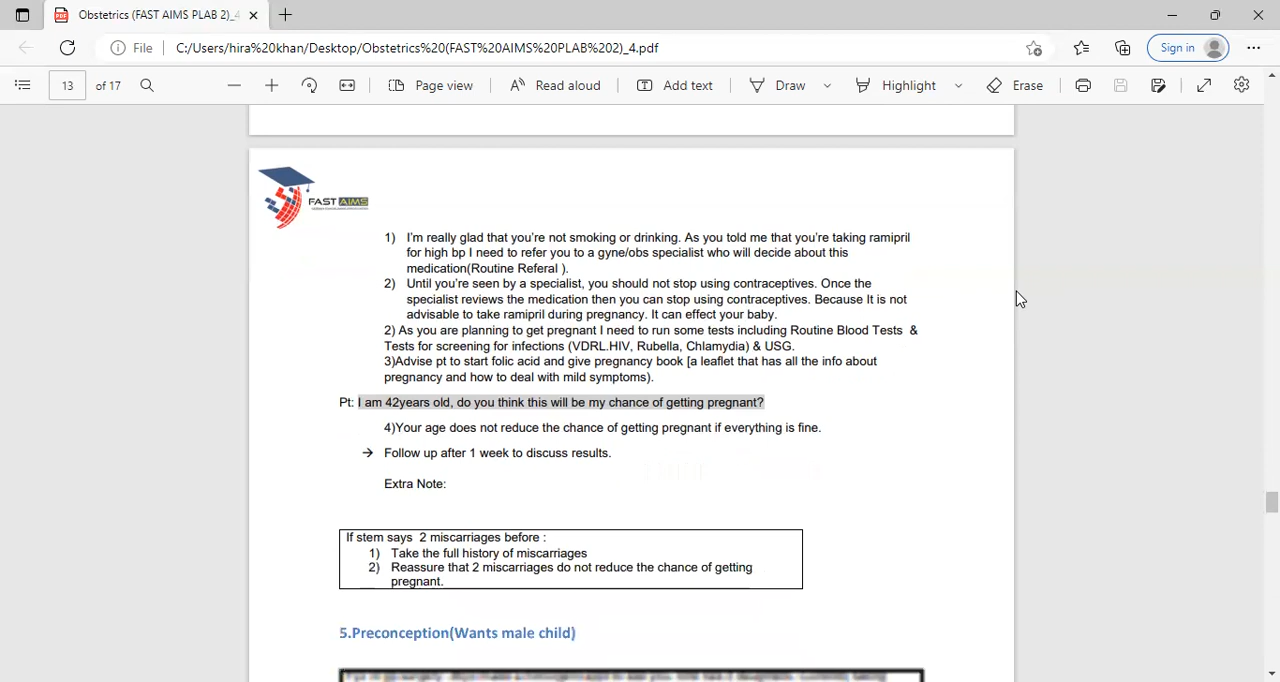 Obstetrics (FAST AIMS PLAB 2)_4
File C:/Users/hira%20khan/Desktop/Obstetrics%20(FAST%20AIMS%20PLAB%202)_4.pdf Sign in
13 of 17 Page view Read aloud Add text Draw Highlight Erase
FAST AIMS
1) I'm really glad that you're not smoking or drinking. As you told me that you're taking ramipril
for high bp I need to refer you to a gyne/obs specialist who will decide about this
medication(Routine Referal ).
2) Until you're seen by a specialist, you should not stop using contraceptives. Once the
specialist reviews the medication then you can stop using contraceptives. Because It is not
advisable to take ramipril during pregnancy. It can effect your baby.
2) As you are planning to get pregnant I need to run some tests including Routine Blood Tests &
Tests for screening for infections (VDRL.HIV, Rubella, Chlamydia) & USG.
3)Advise pt to start folic acid and give pregnancy book [a leaflet that has all the info about
pregnancy and how to deal with mild symptoms).
Pt: I am 42years old, do you think this will be my chance of getting pregnant?
4)Your age does not reduce the chance of getting pregnant if everything is fine.
→ Follow up after 1 week to discuss results.
Extra Note:
If stem says 2 miscarriages before :
1) Take the full history of miscarriages
2) Reassure that 2 miscarriages do not reduce the chance of getting
pregnant.
5.Preconception(Wants male child)